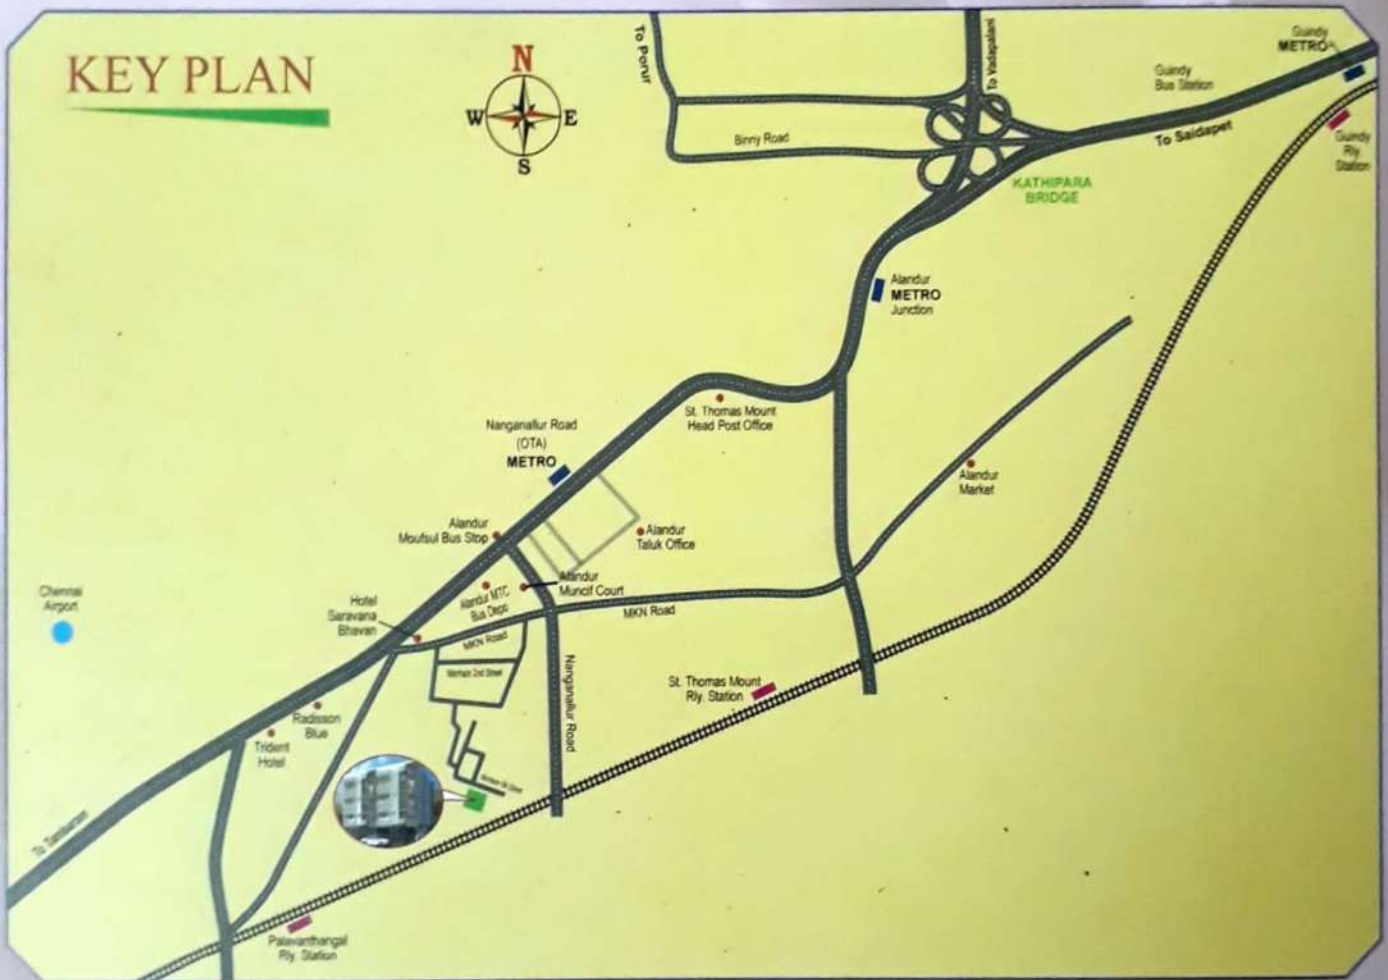 KEY PLAN
N
W
E
S
To Porur
To Vadapalani
Guindy
METRO
Guindy
Bus Station
To Saidapet
Guindy
Rly.
Station
Binny Road
KATHIPARA
BRIDGE
Alandur
METRO
Junction
St. Thomas Mount
Head Post Office
Nanganallur Road
(OTA)
METRO
Alandur
Market
Alandur
Moufsul Bus Stop
Alandur
Taluk Office
Chennai
Airport
Alandur
Muncif Court
Alandur MTC
Bus Depo
Hotel
Saravana
Bhavan
MKN Road
MKN Road
2nd Street
Nanganallur Road
St. Thomas Mount
Rly. Station
Radisson
Blue
Trident
Hotel
To Tambaram
Palavanthangal
Rly. Station